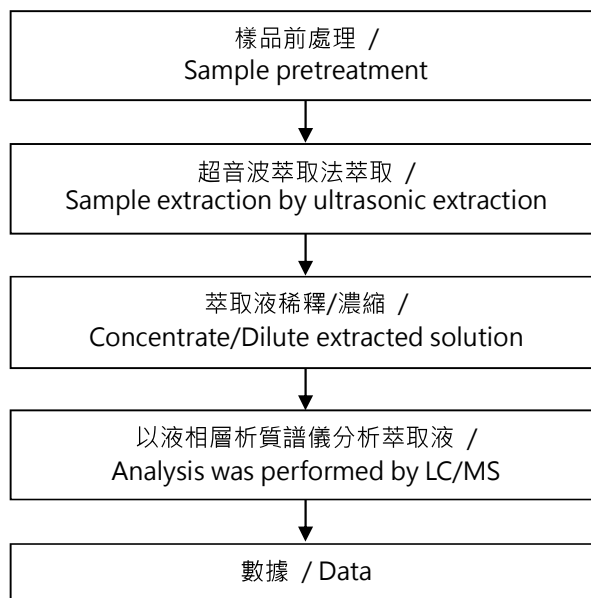 樣品前處理 /
Sample pretreatment
超音波萃取法萃取 /
Sample extraction by ultrasonic extraction
萃取液稀釋/濃縮 /
Concentrate/Dilute extracted solution
以液相層析質譜儀分析萃取液 /
Analysis was performed by LC/MS
數據 / Data